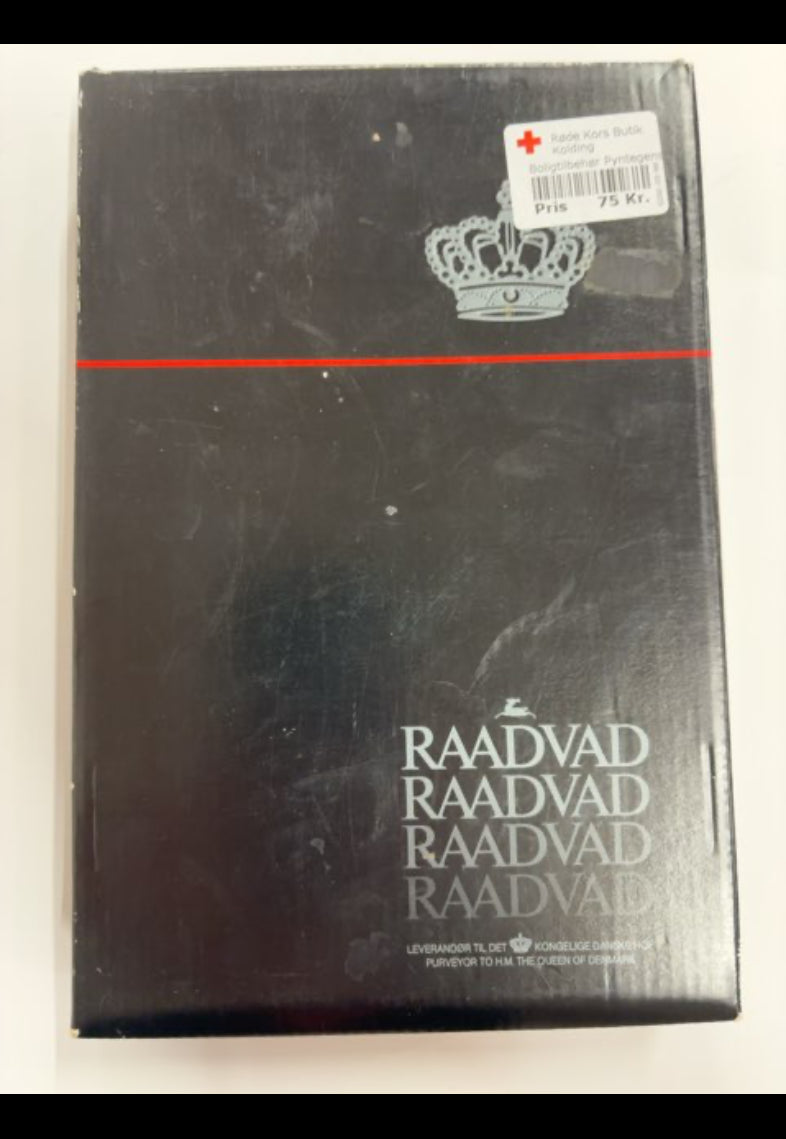 Røde Kors Butik
Kolding
Boligtilbehør Pyntegen
Pris 75 Kr.
RAADVAD
RAADVAD
RAADVAD
RAADVAD
LEVERANDØR TIL DET KONGELIGE DANSKE HOF
PURVEYOR TO H.M. THE QUEEN OF DENMARK